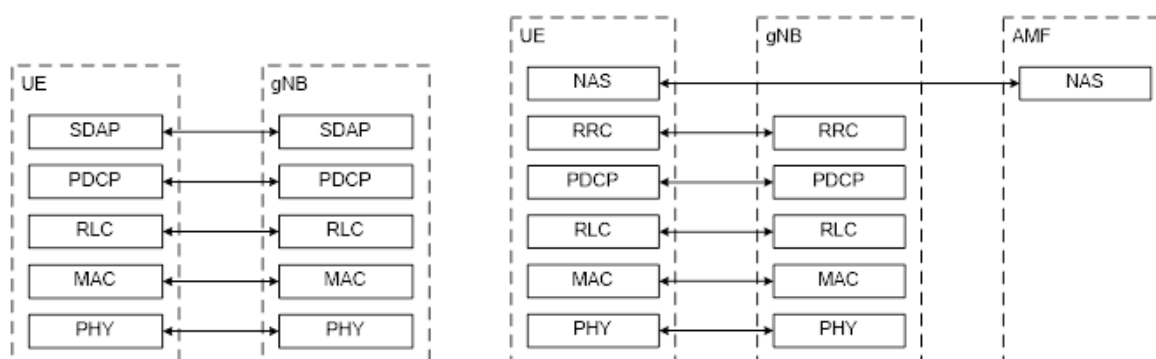 UE
gNB
SDAP
SDAP
PDCP
PDCP
RLC
RLC
MAC
MAC
PHY
PHY
UE
gNB
AMF
NAS
NAS
RRC
RRC
PDCP
PDCP
RLC
RLC
MAC
MAC
PHY
PHY